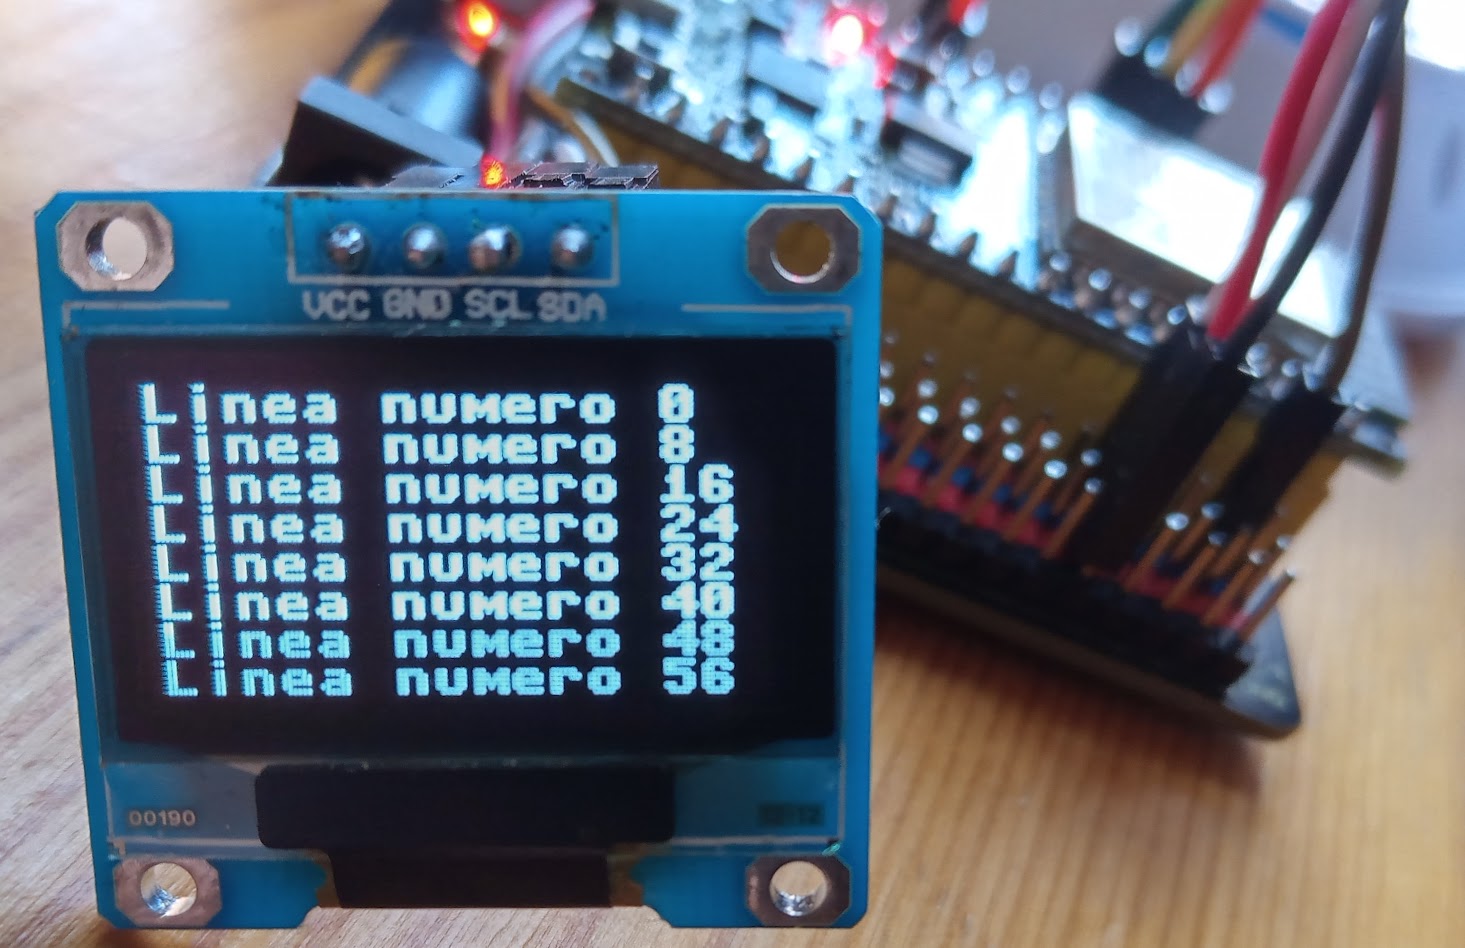 VCC GND SCL SDA
Linea numero 0
Linea numero 8
Linea numero 16
Linea numero 24
Linea numero 32
Linea numero 40
Linea numero 48
Linea numero 56
00190